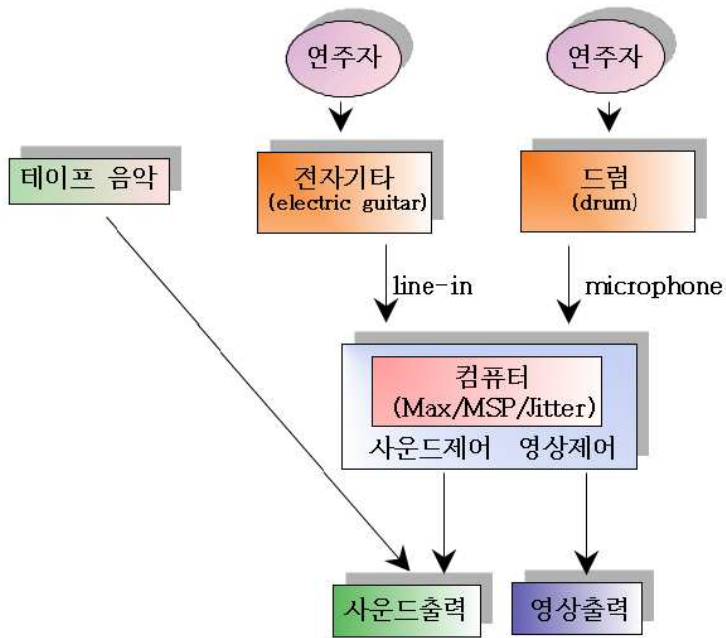 연주자
연주자
테이프 음악
전자기타
(electric guitar)
드럼
(drum)
line-in
microphone
컴퓨터
(Max/MSP/Jitter)
사운드제어 영상제어
사운드출력
영상출력